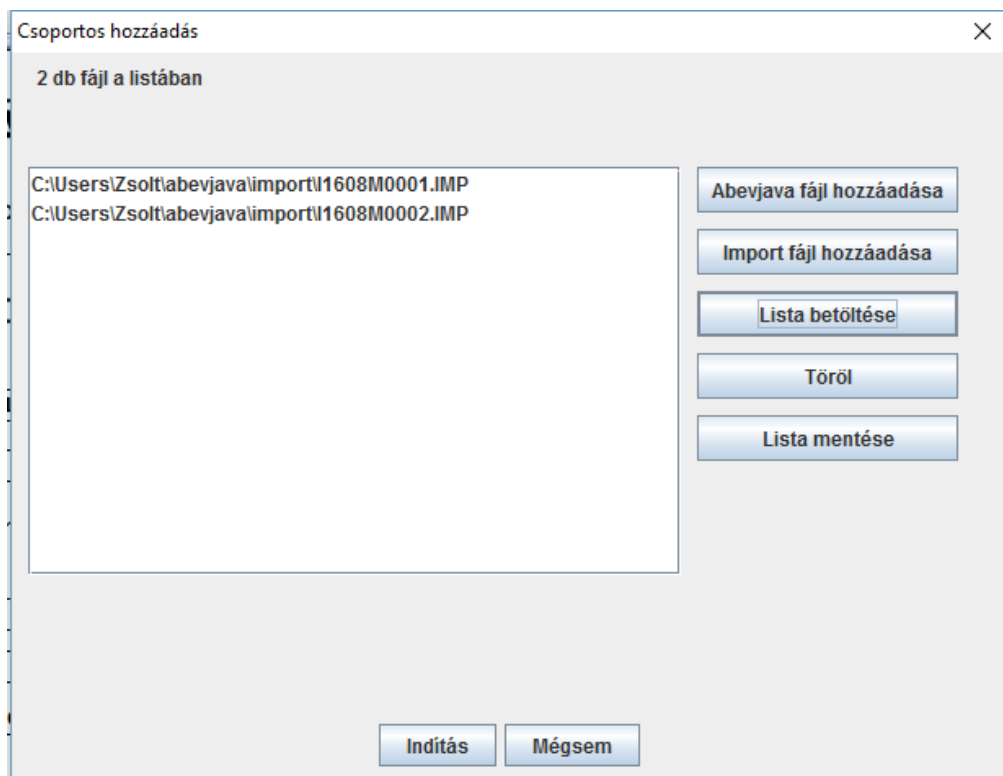 Csoportos hozzáadás
2 db fájl a listában
C:\Users\Zsolt\abevjava\import\I1608M0001.IMP
C:\Users\Zsolt\abevjava\import\I1608M0002.IMP
Abevjava fájl hozzáadása
Import fájl hozzáadása
Lista betöltése
Töröl
Lista mentése
Indítás
Mégsem